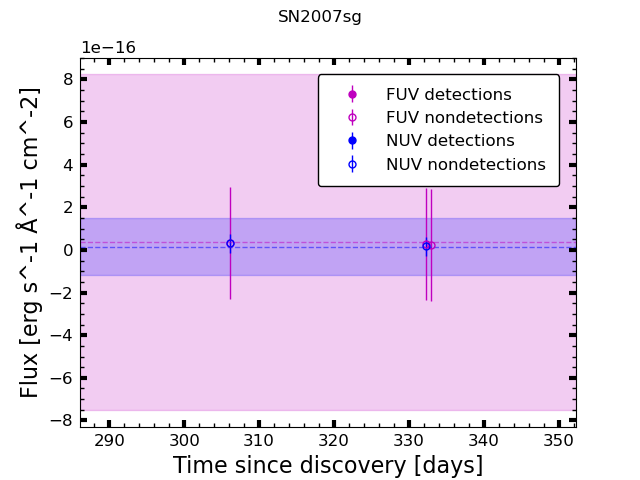 SN2007sg
1e−16
8
6
4
2
0
−2
−4
−6
−8
Flux [erg s^-1 Å^-1 cm^-2]
FUV detections
FUV nondetections
NUV detections
NUV nondetections
290 300 310 320 330 340 350
Time since discovery [days]